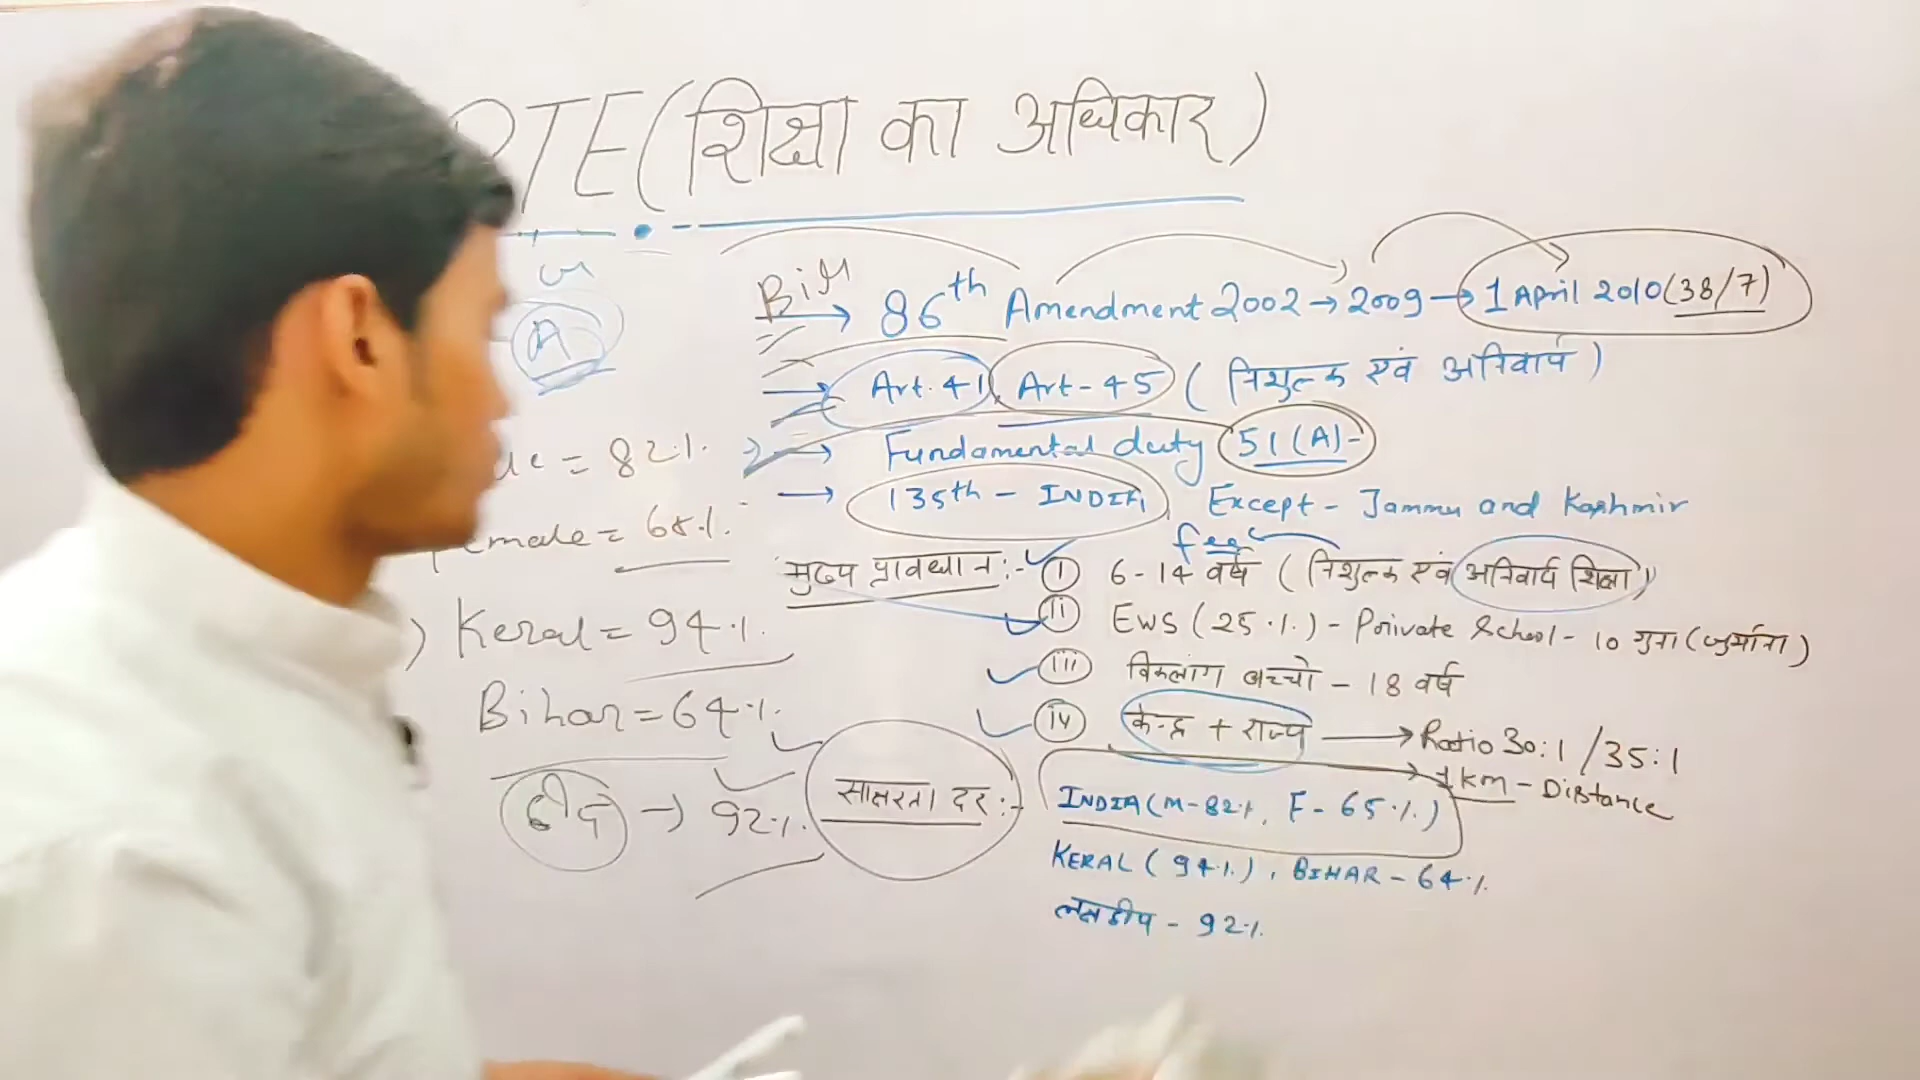 RTE (शिक्षा का अधिकार)
Bill
→ 86th Amendment 2002 → 2009 → 1 April 2010 (38/7)
A
→ Art. 41, Art - 45 ( निशुल्क एवं अनिवार्य )
→ Fundamental duty 51 (A) -
= 82%.
→ 135th - INDIA, Except - Jammu and Kashmir
emale = 65%.
fee
मुख्य प्रावधान :- (i) 6-14 वर्ष ( निशुल्क एवं अनिवार्य शिक्षा )
(ii) EWS (25%.) - Private School - 10 गुना (जुर्माना)
) Keral = 94%.
(iii) विकलांग बच्चो - 18 वर्ष
Bihar = 64%.
(iv) केन्द्र + राज्य → Ratio 30:1 / 35:1
→ 1 km - Distance
द्वीप → 92%.
साक्षरता दर :- INDIA (M-82%, F- 65%.)
KERAL (94%.), BIHAR - 64%.
लक्षद्वीप - 92%.